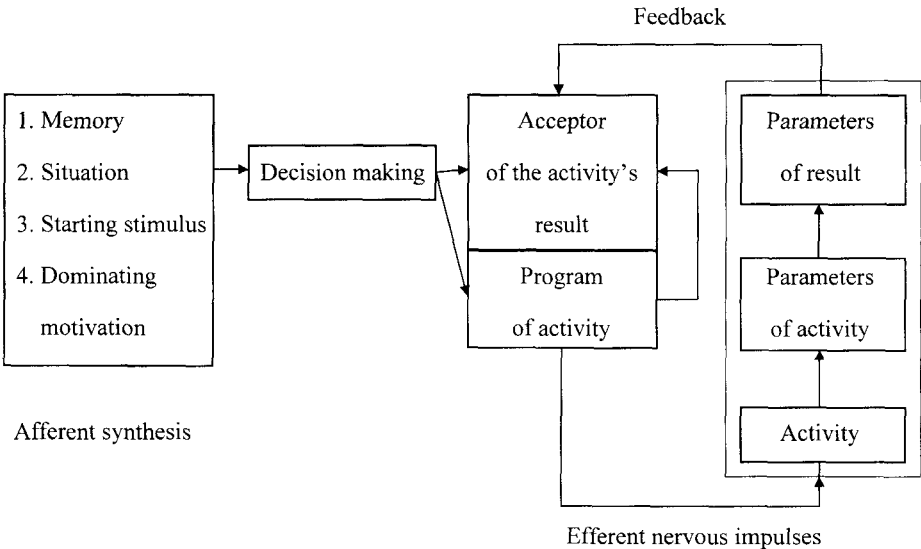 Feedback
1. Memory
2. Situation
3. Starting stimulus
4. Dominating
motivation
Afferent synthesis
Decision making
Acceptor
of the activity's
result
Program
of activity
Parameters
of result
Parameters
of activity
Activity
Efferent nervous impulses